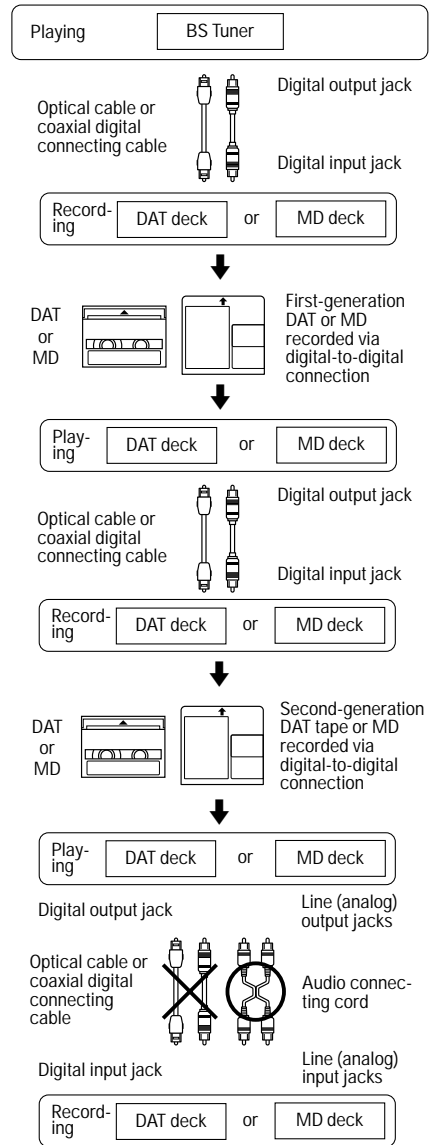 Playing
BS Tuner
Optical cable or
coaxial digital
connecting cable
Digital output jack
Digital input jack
Record-
ing
DAT deck
or
MD deck
DAT
or
MD
First-generation
DAT or MD
recorded via
digital-to-digital
connection
Play-
ing
DAT deck
or
MD deck
Optical cable or
coaxial digital
connecting cable
Digital output jack
Digital input jack
Record-
ing
DAT deck
or
MD deck
DAT
or
MD
Second-generation
DAT tape or MD
recorded via
digital-to-digital
connection
Play-
ing
DAT deck
or
MD deck
Digital output jack
Line (analog)
output jacks
Optical cable or
coaxial digital
connecting
cable
Audio connec-
ting cord
Digital input jack
Line (analog)
input jacks
Record-
ing
DAT deck
or
MD deck